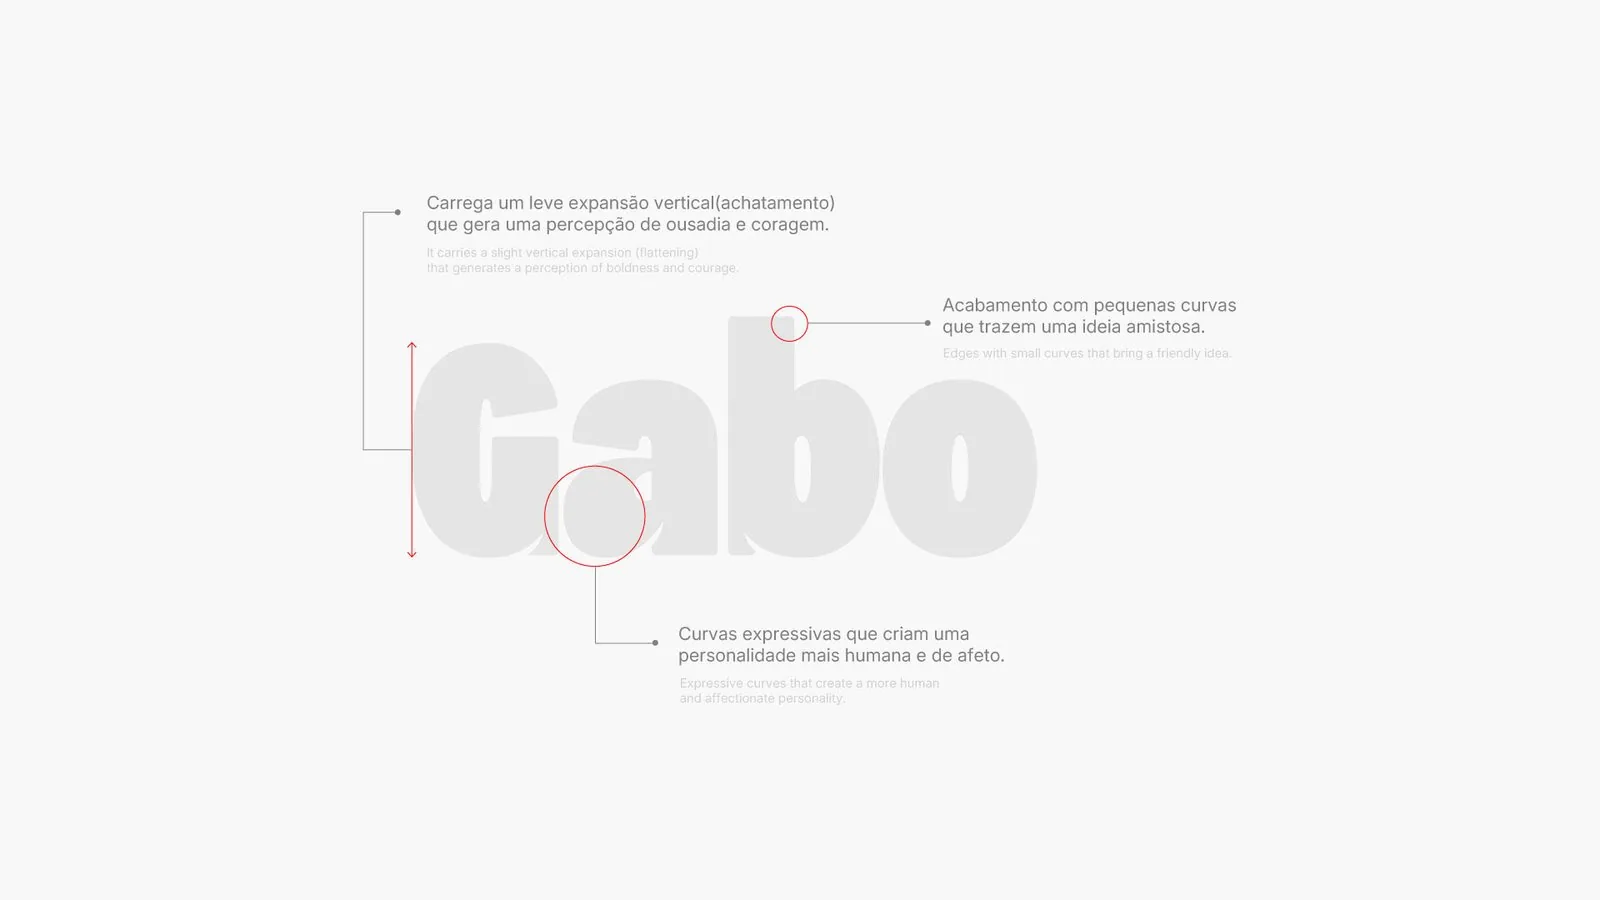 Carrega um leve expansão vertical(achatamento)
que gera uma percepção de ousadia e coragem.
It carries a slight vertical expansion (flattening)
that generates a perception of boldness and courage.
Acabamento com pequenas curvas
que trazem uma ideia amistosa.
Edges with small curves that bring a friendly idea.
Gabo
Curvas expressivas que criam uma
personalidade mais humana e de afeto.
Expressive curves that create a more human
and affectionate personality.